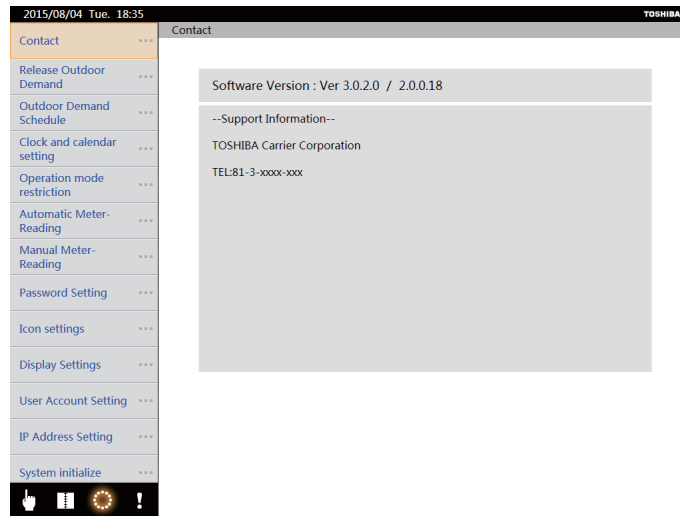 2015/08/04 Tue. 18:35
TOSHIBA
Contact
Contact
Release Outdoor
Demand
Outdoor Demand
Schedule
Clock and calendar
setting
Operation mode
restriction
Automatic Meter-
Reading
Manual Meter-
Reading
Password Setting
Icon settings
Display Settings
User Account Setting
IP Address Setting
System initialize
Software Version : Ver 3.0.2.0 / 2.0.0.18
--Support Information--
TOSHIBA Carrier Corporation
TEL:81-3-xxxx-xxx